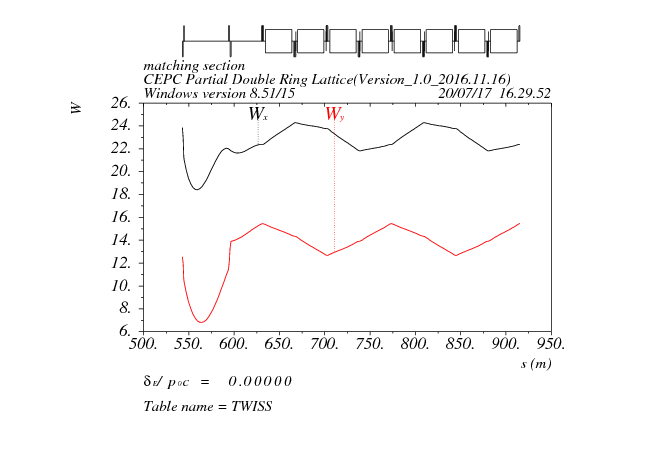 matching section
CEPC Partial Double Ring Lattice(Version_1.0_2016.11.16)
Windows version 8.51/15 20/07/17 16.29.52
W
Wx Wy
26.
24.
22.
20.
18.
16.
14.
12.
10.
8.
6.
500. 550. 600. 650. 700. 750. 800. 850. 900. 950.
s (m)
δE/ p0c = 0.00000
Table name = TWISS